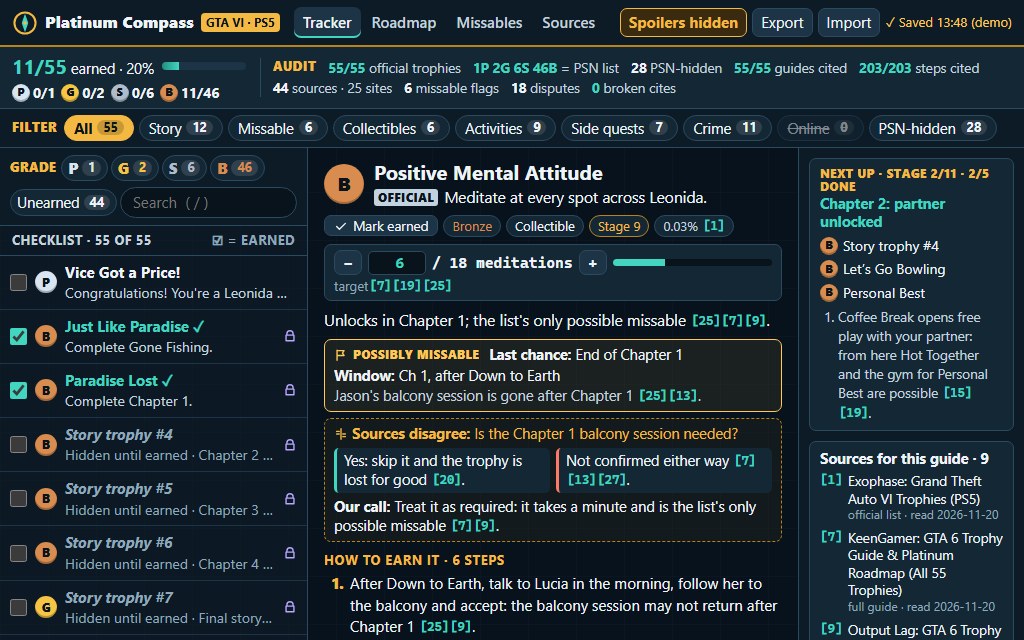 Platinum Compass GTA VI · PS5 Tracker Roadmap Missables Sources Spoilers hidden Export Import ✓ Saved 13:48 (demo)
11/55 earned · 20%
P 0/1 G 0/2 S 0/6 B 11/46
AUDIT 55/55 official trophies 1P 2G 6S 46B = PSN list 28 PSN-hidden 55/55 guides cited 203/203 steps cited
44 sources · 25 sites 6 missable flags 18 disputes 0 broken cites
FILTER All 55 Story 12 Missable 6 Collectibles 6 Activities 9 Side quests 7 Crime 11 Online 0 PSN-hidden 28
GRADE P 1 G 2 S 6 B 46
Unearned 44 Search ( / )
CHECKLIST · 55 OF 55 ☑ = EARNED
P Vice Got a Price!
Congratulations! You're a Leonida ...
B Just Like Paradise ✓
Complete Gone Fishing.
B Paradise Lost ✓
Complete Chapter 1.
B Story trophy #4
Hidden until earned · Chapter 2 ...
B Story trophy #5
Hidden until earned · Chapter 3 ...
B Story trophy #6
Hidden until earned · Chapter 4 ...
G Story trophy #7
Hidden until earned · Final story...
B Positive Mental Attitude
OFFICIAL Meditate at every spot across Leonida.
✓ Mark earned Bronze Collectible Stage 9 0.03% [1]
− 6 / 18 meditations +
target [7] [19] [25]
Unlocks in Chapter 1; the list's only possible missable [25] [7] [9].
POSSIBLY MISSABLE Last chance: End of Chapter 1
Window: Ch 1, after Down to Earth
Jason's balcony session is gone after Chapter 1 [25] [13].
Sources disagree: Is the Chapter 1 balcony session needed?
Yes: skip it and the trophy is
lost for good [20].
Not confirmed either way [7]
[13] [27].
Our call: Treat it as required: it takes a minute and is the list's only
possible missable [7] [9].
HOW TO EARN IT · 6 STEPS
1. After Down to Earth, talk to Lucia in the morning, follow her to
the balcony and accept: the balcony session may not return after
Chapter 1 [25] [9].
NEXT UP · STAGE 2/11 · 2/5
DONE
Chapter 2: partner
unlocked
B Story trophy #4
B Let's Go Bowling
B Personal Best
1. Coffee Break opens free
play with your partner:
from here Hot Together
and the gym for Personal
Best are possible [15]
[19].
Sources for this guide · 9
[1] Exophase: Grand Theft
Auto VI Trophies (PS5)
official list · read 2026-11-20
[7] KeenGamer: GTA 6 Trophy
Guide & Platinum
Roadmap (All 55
Trophies)
full guide · read 2026-11-20
[9] Output Lag: GTA 6 Trophy